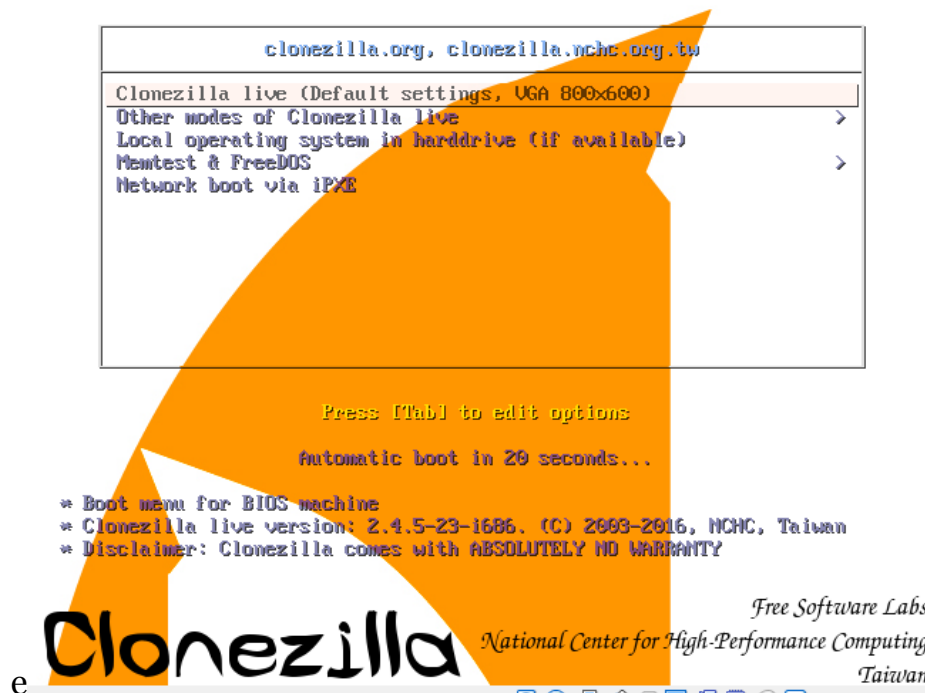 clonezilla.org, clonezilla.nchc.org.tw
Clonezilla live (Default settings, VGA 800x600)
Other modes of Clonezilla live >
Local operating system in harddrive (if available)
Memtest & FreeDOS >
Network boot via iPXE
Press [Tab] to edit options
Automatic boot in 20 seconds...
* Boot menu for BIOS machine
* Clonezilla live version: 2.4.5-23-i686. (C) 2003-2016, NCHC, Taiwan
* Disclaimer: Clonezilla comes with ABSOLUTELY NO WARRANTY
Free Software Labs
Clonezilla National Center for High-Performance Computing
Taiwan
e